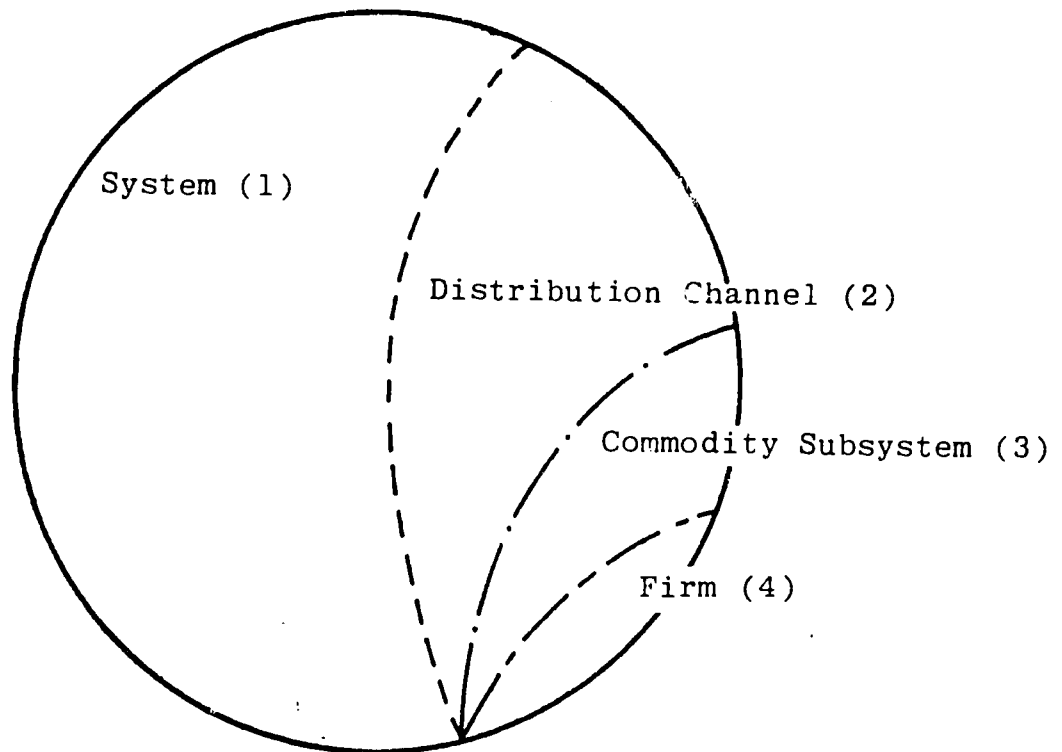 System (1)
Distribution Channel (2)
Commodity Subsystem (3)
Firm (4)